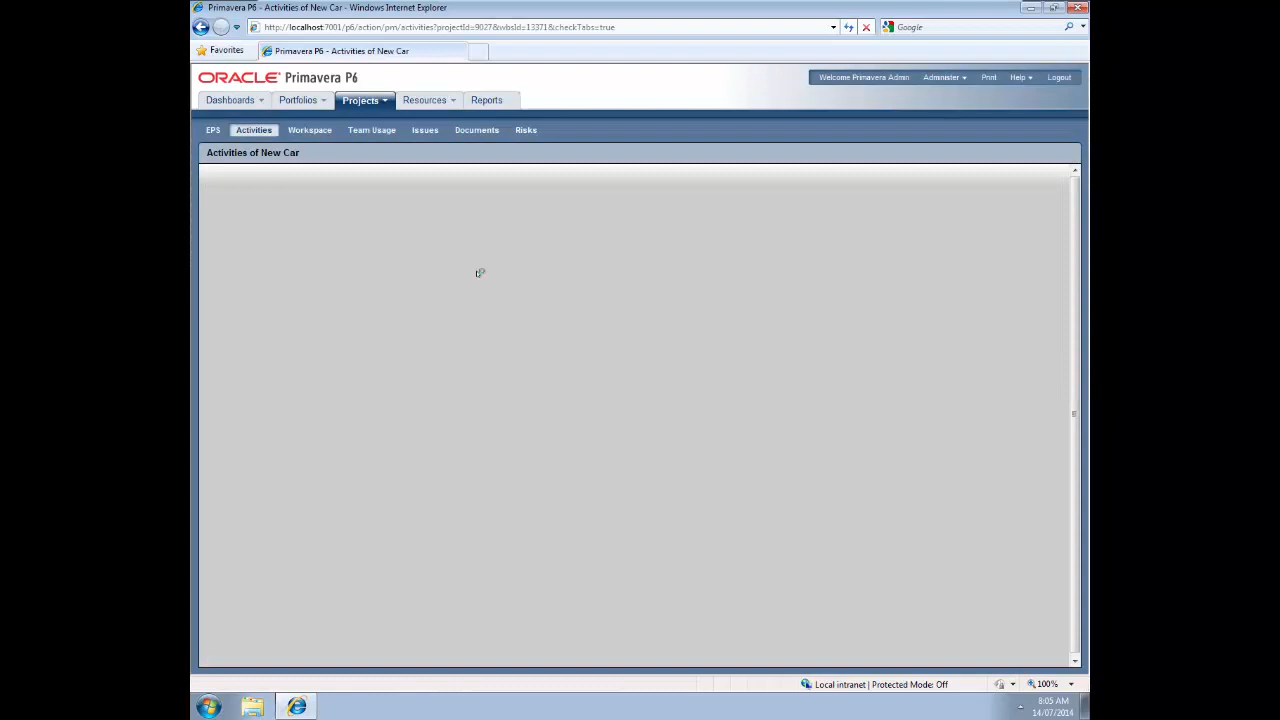 Primavera P6 - Activities of New Car - Windows Internet Explorer
http://localhost:7001/p6/action/pm/activities?projectId=9027&wbsId=13371&checkTabs=true
Google
Favorites
Primavera P6 - Activities of New Car
ORACLE Primavera P6
Welcome Primavera Admin Administer Print Help Logout
Dashboards Portfolios Projects Resources Reports
EPS Activities Workspace Team Usage Issues Documents Risks
Activities of New Car
Local intranet | Protected Mode: Off
100%
8:05 AM
14/07/2014